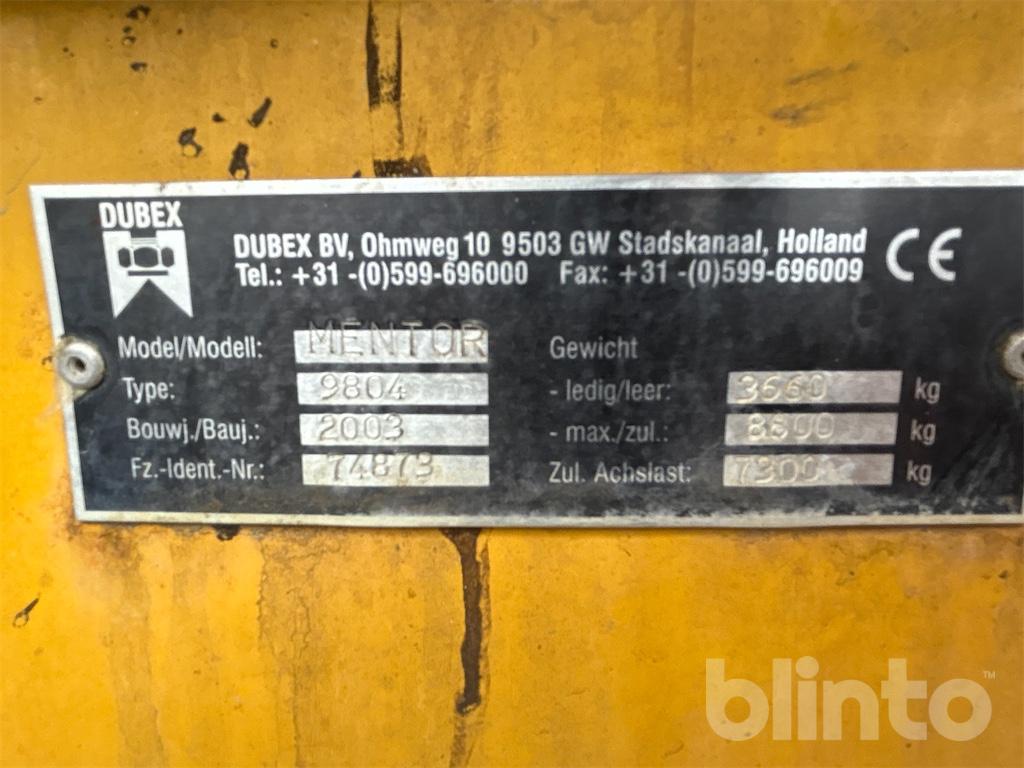 DUBEX
DUBEX BV, Ohmweg 10 9503 GW Stadskanaal, Holland
Tel.: +31 -(0)599-696000 Fax: +31 -(0)599-696009
CE
Model/Modell: MENTOR
Type: 9804
Bouwj./Bauj.: 2003
Fz.-Ident.-Nr.: 74873
Gewicht
- ledig/leer: 3660 kg
- max./zul.: 8600 kg
Zul. Achslast: 7300 kg
blinto™